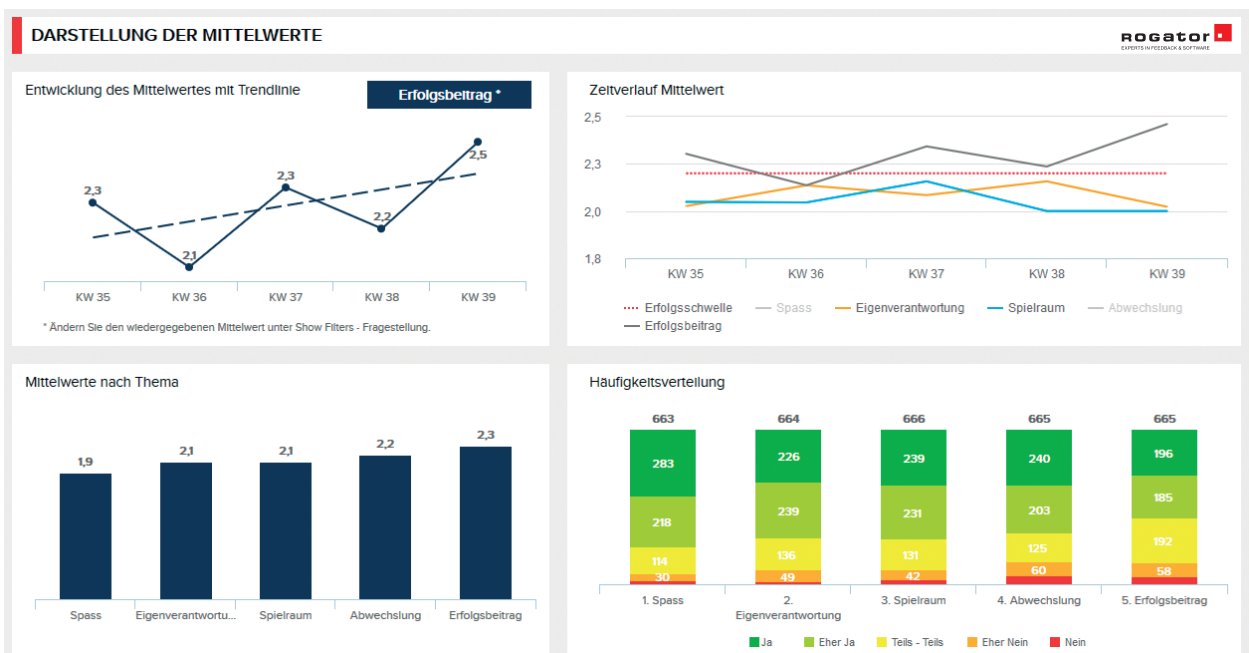 DARSTELLUNG DER MITTELWERTE
ROGator
EXPERTS IN FEEDBACK & SOFTWARE
Entwicklung des Mittelwertes mit Trendlinie
Erfolgsbeitrag *
2,3
2,1
2,3
2,2
2,5
KW 35 KW 36 KW 37 KW 38 KW 39
* Ändern Sie den wiedergegebenen Mittelwert unter Show Filters - Fragestellung.
Zeitverlauf Mittelwert
2,5
2,3
2,0
1,8
KW 35 KW 36 KW 37 KW 38 KW 39
Erfolgsschwelle Spass Eigenverantwortung Spielraum Abwechslung
Erfolgsbeitrag
Mittelwerte nach Thema
1,9 2,1 2,1 2,2 2,3
Spass Eigenverantwortu... Spielraum Abwechslung Erfolgsbeitrag
Häufigkeitsverteilung
663 664 666 665 665
283 226 239 240 196
218 239 231 203 185
114 136 131 125 192
30 49 42 60 58
1. Spass 2. 3. Spielraum 4. Abwechslung 5. Erfolgsbeitrag
Eigenverantwortung
Ja Eher Ja Teils - Teils Eher Nein Nein